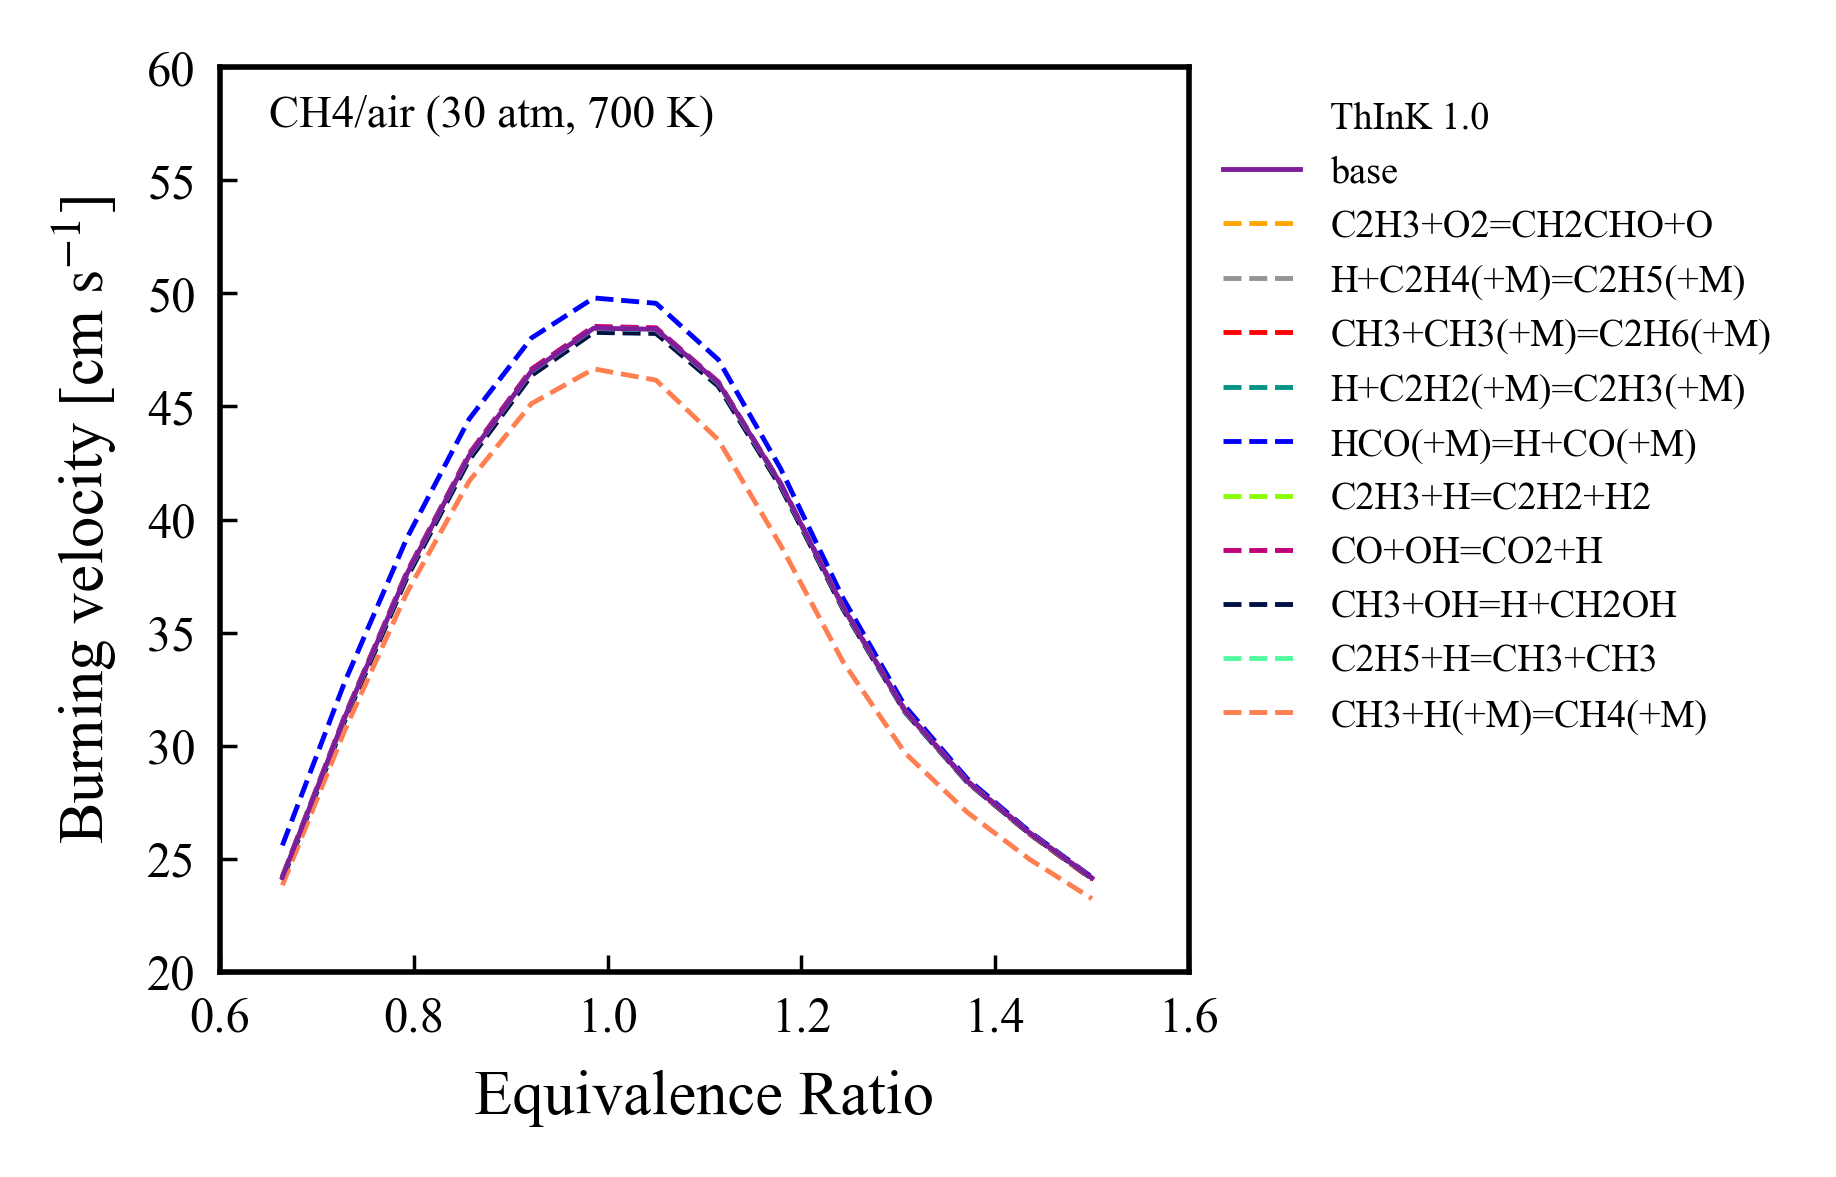 60
55
50
45
40
35
30
25
20
0.6 0.8 1.0 1.2 1.4 1.6
Burning velocity [cm s⁻¹]
Equivalence Ratio
CH4/air (30 atm, 700 K)
ThInK 1.0
base
C2H3+O2=CH2CHO+O
H+C2H4(+M)=C2H5(+M)
CH3+CH3(+M)=C2H6(+M)
H+C2H2(+M)=C2H3(+M)
HCO(+M)=H+CO(+M)
C2H3+H=C2H2+H2
CO+OH=CO2+H
CH3+OH=H+CH2OH
C2H5+H=CH3+CH3
CH3+H(+M)=CH4(+M)